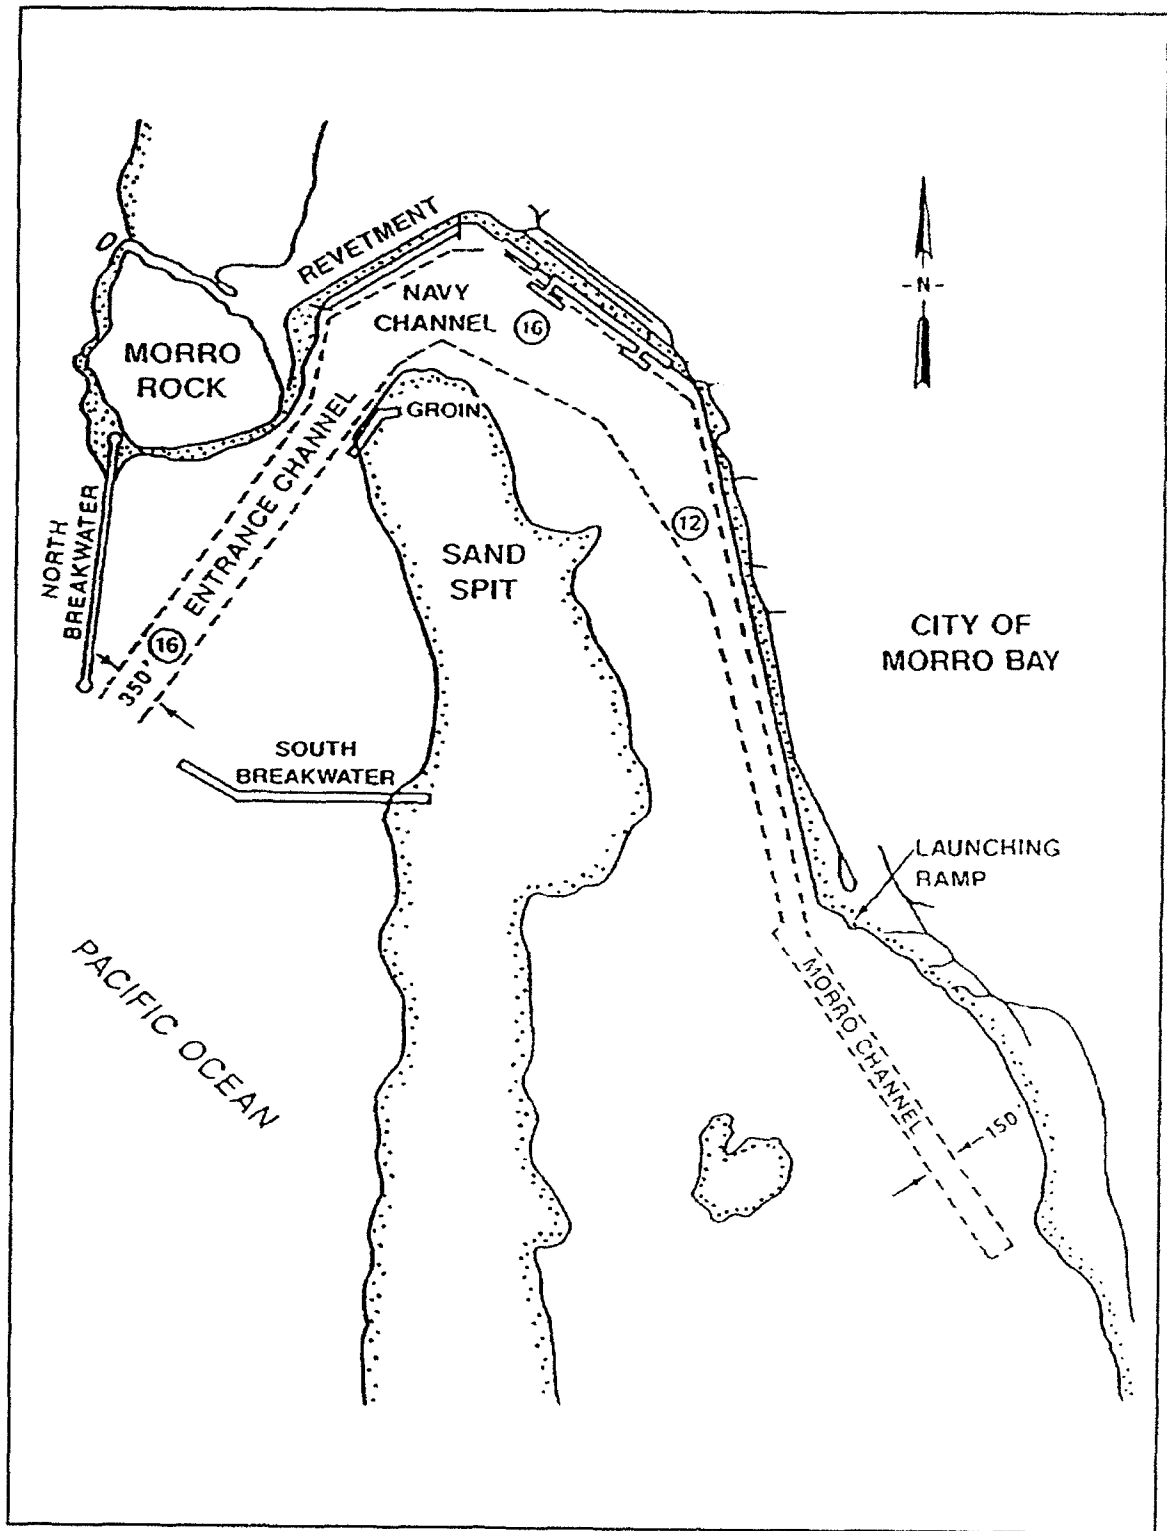 REVETMENT
NAVY
CHANNEL
16
-N-
MORRO
ROCK
GROIN
ENTRANCE CHANNEL
NORTH
BREAKWATER
12
SAND
SPIT
CITY OF
MORRO BAY
16
350'
SOUTH
BREAKWATER
LAUNCHING
RAMP
PACIFIC OCEAN
MORRO CHANNEL
150